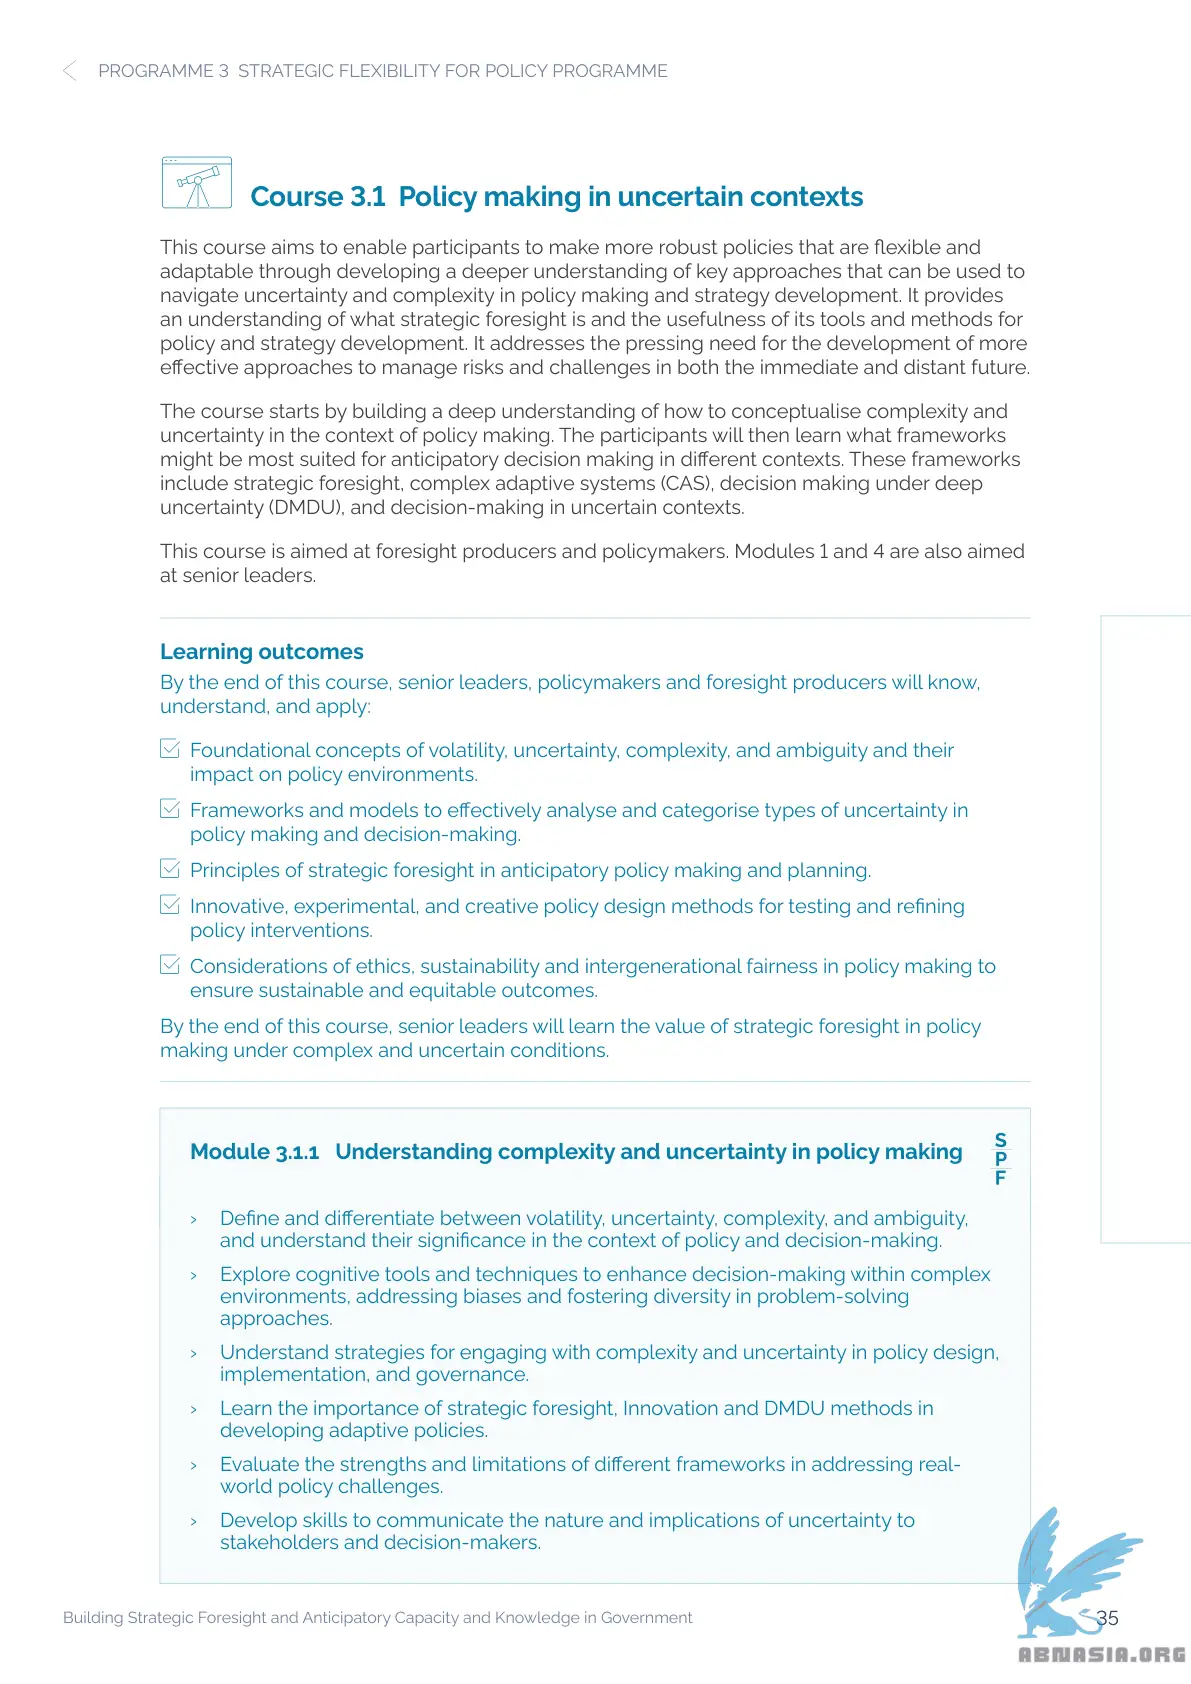 PROGRAMME 3 STRATEGIC FLEXIBILITY FOR POLICY PROGRAMME
Course 3.1 Policy making in uncertain contexts
This course aims to enable participants to make more robust policies that are flexible and
adaptable through developing a deeper understanding of key approaches that can be used to
navigate uncertainty and complexity in policy making and strategy development. It provides
an understanding of what strategic foresight is and the usefulness of its tools and methods for
policy and strategy development. It addresses the pressing need for the development of more
effective approaches to manage risks and challenges in both the immediate and distant future.
The course starts by building a deep understanding of how to conceptualise complexity and
uncertainty in the context of policy making. The participants will then learn what frameworks
might be most suited for anticipatory decision making in different contexts. These frameworks
include strategic foresight, complex adaptive systems (CAS), decision making under deep
uncertainty (DMDU), and decision-making in uncertain contexts.
This course is aimed at foresight producers and policymakers. Modules 1 and 4 are also aimed
at senior leaders.
Learning outcomes
By the end of this course, senior leaders, policymakers and foresight producers will know,
understand, and apply:
Foundational concepts of volatility, uncertainty, complexity, and ambiguity and their
impact on policy environments.
Frameworks and models to effectively analyse and categorise types of uncertainty in
policy making and decision-making.
Principles of strategic foresight in anticipatory policy making and planning.
Innovative, experimental, and creative policy design methods for testing and refining
policy interventions.
Considerations of ethics, sustainability and intergenerational fairness in policy making to
ensure sustainable and equitable outcomes.
By the end of this course, senior leaders will learn the value of strategic foresight in policy
making under complex and uncertain conditions.
Module 3.1.1 Understanding complexity and uncertainty in policy making
S
P
F
› Define and differentiate between volatility, uncertainty, complexity, and ambiguity,
and understand their significance in the context of policy and decision-making.
› Explore cognitive tools and techniques to enhance decision-making within complex
environments, addressing biases and fostering diversity in problem-solving
approaches.
› Understand strategies for engaging with complexity and uncertainty in policy design,
implementation, and governance.
› Learn the importance of strategic foresight, Innovation and DMDU methods in
developing adaptive policies.
› Evaluate the strengths and limitations of different frameworks in addressing real-
world policy challenges.
› Develop skills to communicate the nature and implications of uncertainty to
stakeholders and decision-makers.
Building Strategic Foresight and Anticipatory Capacity and Knowledge in Government
35
ABNASIA.ORG